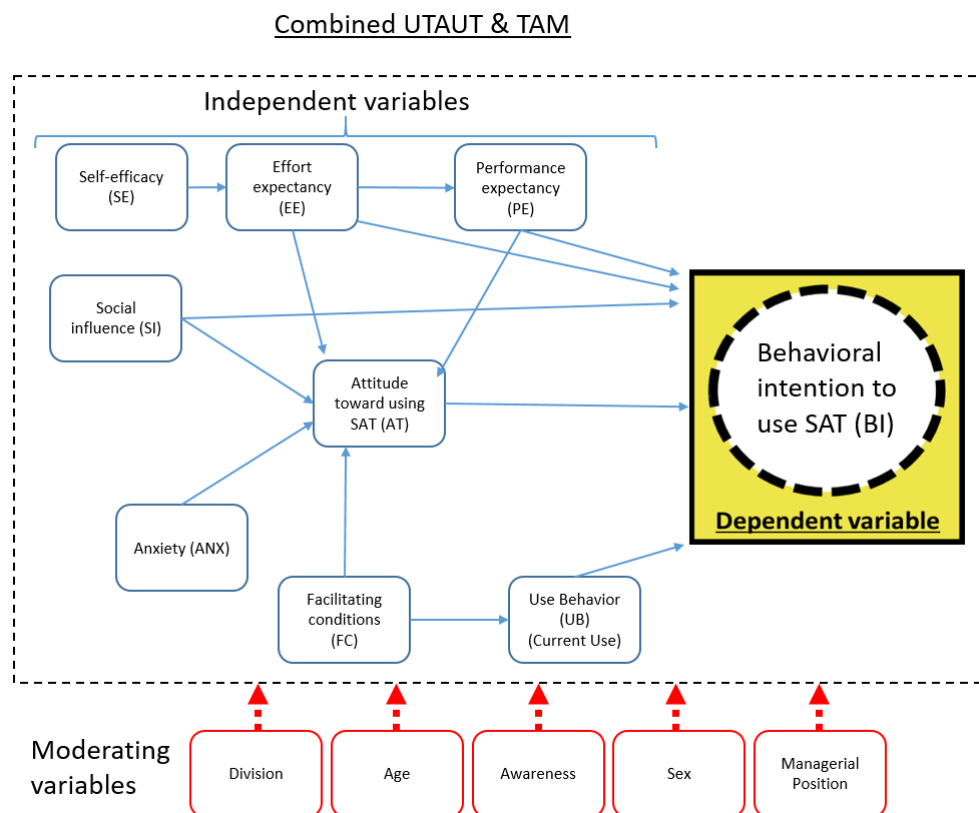 Combined UTAUT & TAM
Independent variables
Self-efficacy
(SE)
Effort
expectancy
(EE)
Performance
expectancy
(PE)
Social
influence (SI)
Attitude
toward using
SAT (AT)
Behavioral
intention to
use SAT (BI)
Dependent variable
Anxiety (ANX)
Facilitating
conditions
(FC)
Use Behavior
(UB)
(Current Use)
Moderating
variables
Division
Age
Awareness
Sex
Managerial
Position